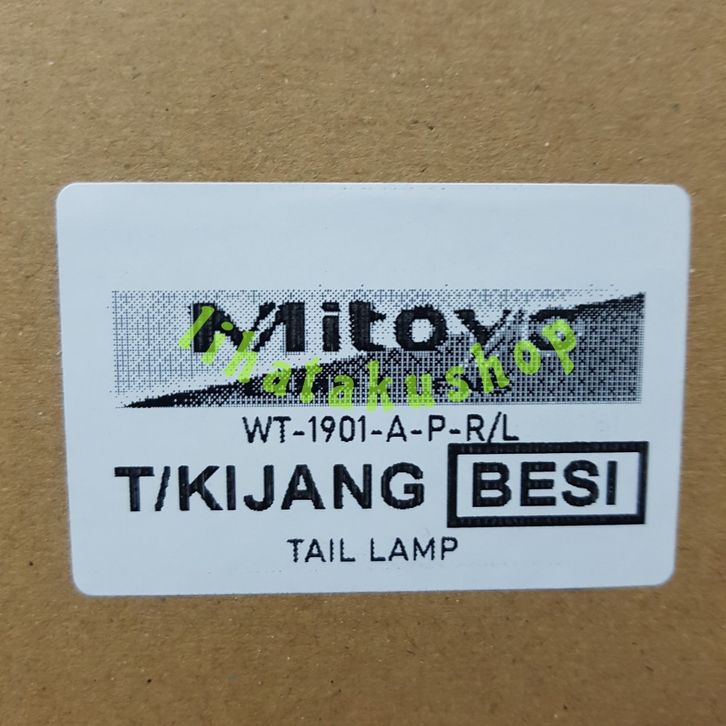 Mitoyo
lihatakushop
WT-1901-A-P-R/L
T/KIJANG BESI
TAIL LAMP